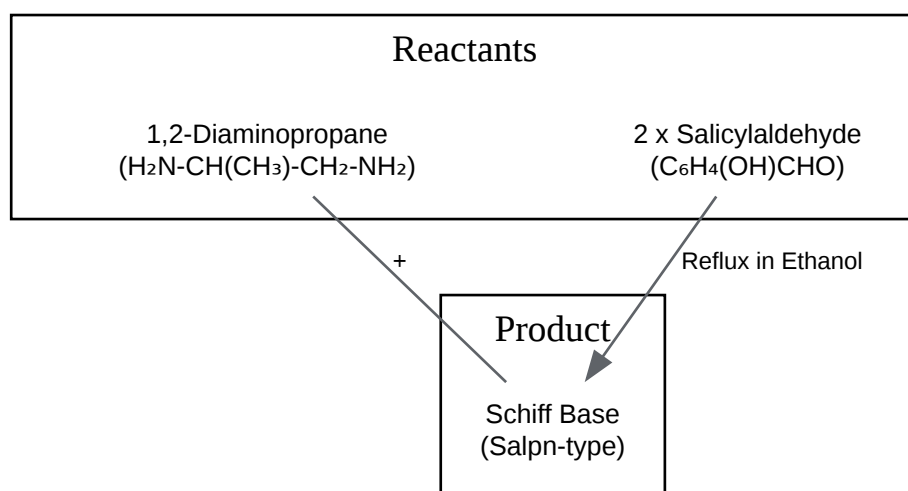 Reactants
1,2-Diaminopropane
(H₂N-CH(CH₃)-CH₂-NH₂)
2 x Salicylaldehyde
(C₆H₄(OH)CHO)
+
Reflux in Ethanol
Product
Schiff Base
(Salpn-type)